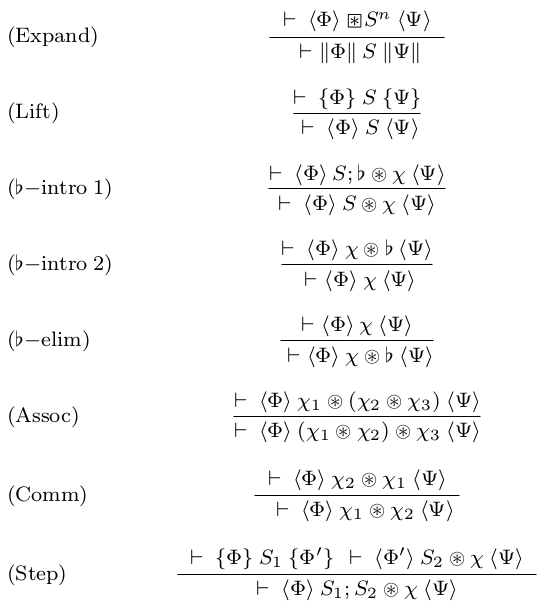 (Expand) ⊢ ⟨Φ⟩ ⊛Sⁿ ⟨Ψ⟩
⊢ ‖Φ‖ S ‖Ψ‖
(Lift) ⊢ {Φ} S {Ψ}
⊢ ⟨Φ⟩ S ⟨Ψ⟩
(♭−intro 1) ⊢ ⟨Φ⟩ S; ♭ ⊛ χ ⟨Ψ⟩
⊢ ⟨Φ⟩ S ⊛ χ ⟨Ψ⟩
(♭−intro 2) ⊢ ⟨Φ⟩ χ ⊛ ♭ ⟨Ψ⟩
⊢ ⟨Φ⟩ χ ⟨Ψ⟩
(♭−elim) ⊢ ⟨Φ⟩ χ ⟨Ψ⟩
⊢ ⟨Φ⟩ χ ⊛ ♭ ⟨Ψ⟩
(Assoc) ⊢ ⟨Φ⟩ χ₁ ⊛ (χ₂ ⊛ χ₃) ⟨Ψ⟩
⊢ ⟨Φ⟩ (χ₁ ⊛ χ₂) ⊛ χ₃ ⟨Ψ⟩
(Comm) ⊢ ⟨Φ⟩ χ₂ ⊛ χ₁ ⟨Ψ⟩
⊢ ⟨Φ⟩ χ₁ ⊛ χ₂ ⟨Ψ⟩
(Step) ⊢ {Φ} S₁ {Φ′} ⊢ ⟨Φ′⟩ S₂ ⊛ χ ⟨Ψ⟩
⊢ ⟨Φ⟩ S₁; S₂ ⊛ χ ⟨Ψ⟩